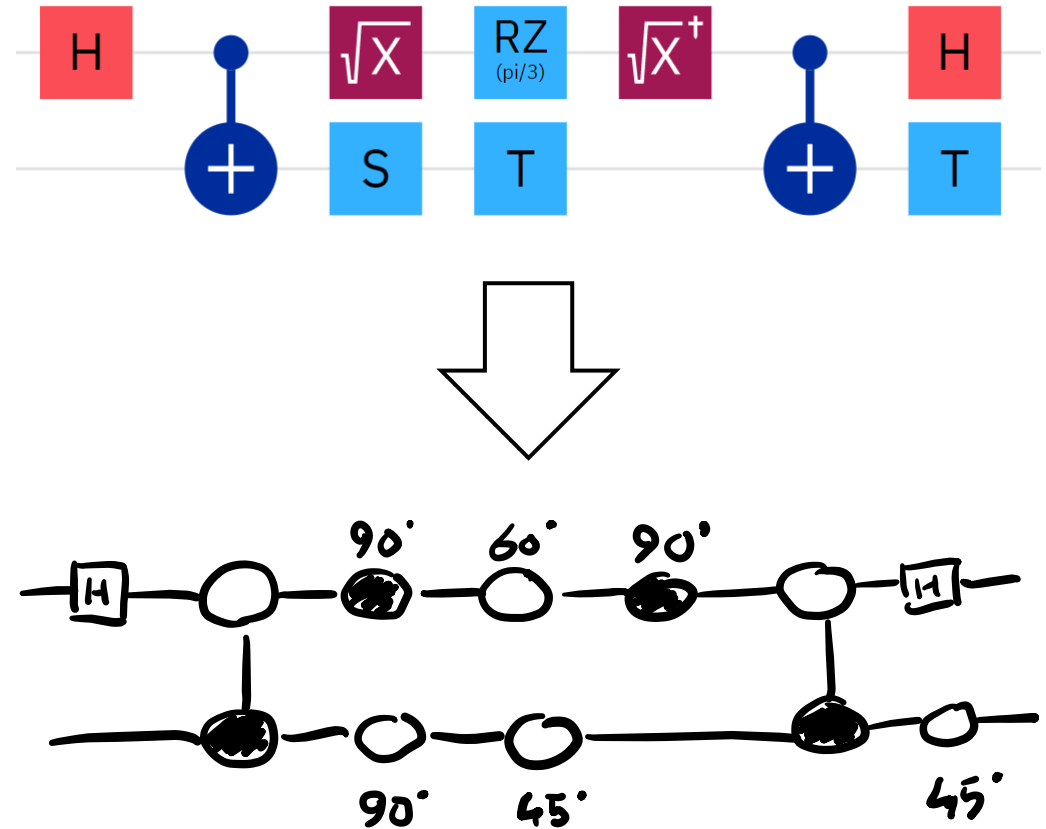 H √X RZ √X† H
(pi/3)
S T T
90° 60° 90°
H H
90° 45° 45°